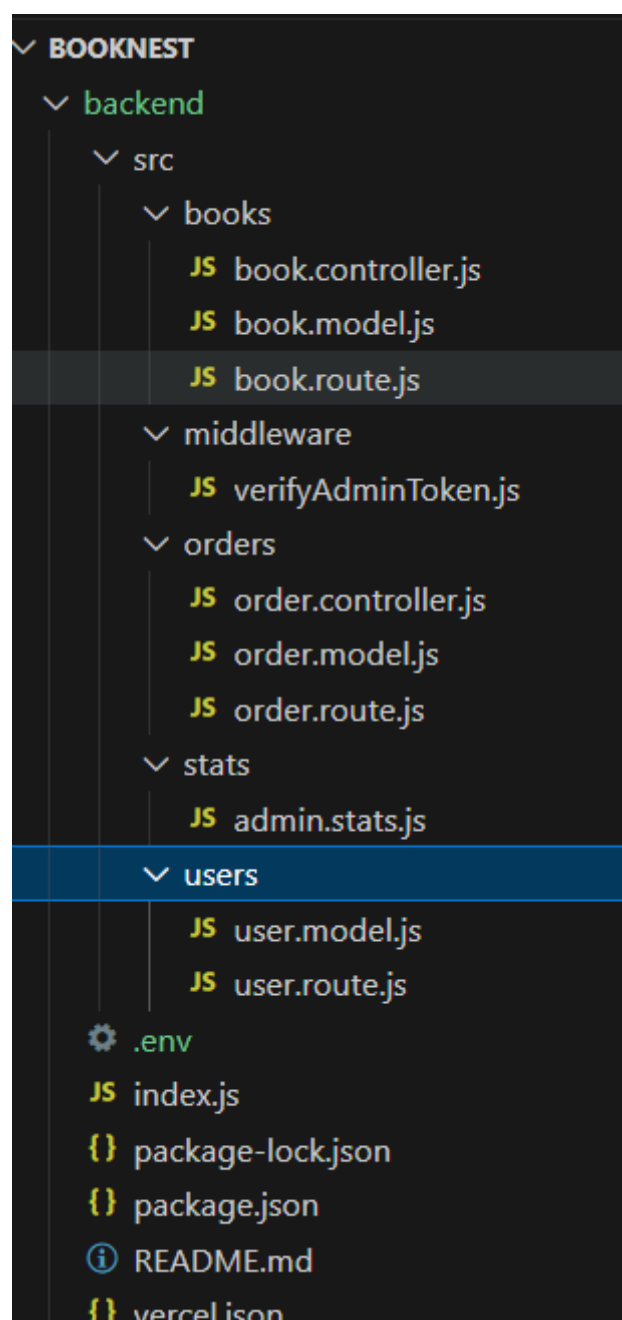 BOOKNEST
backend
src
books
JS book.controller.js
JS book.model.js
JS book.route.js
middleware
JS verifyAdminToken.js
orders
JS order.controller.js
JS order.model.js
JS order.route.js
stats
JS admin.stats.js
users
JS user.model.js
JS user.route.js
.env
JS index.js
{} package-lock.json
{} package.json
README.md
{} vercel.json